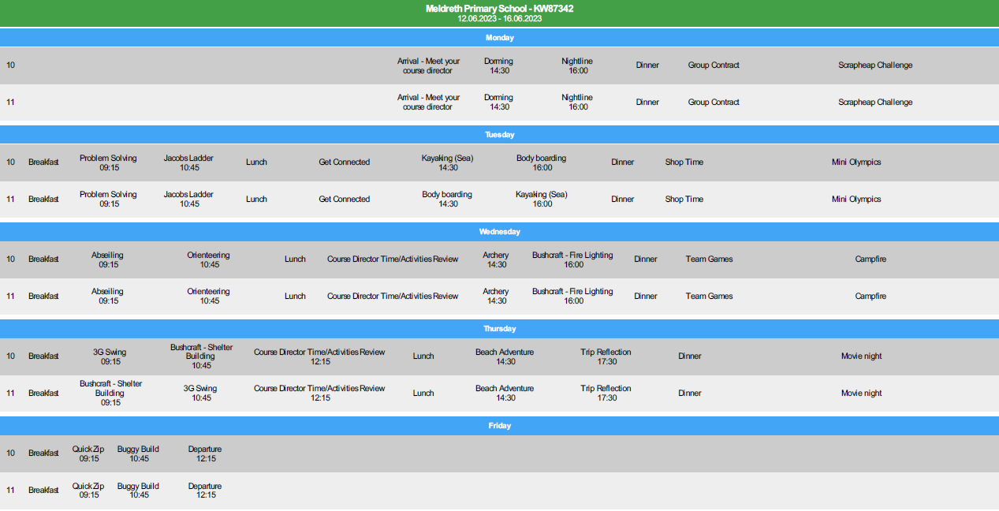 Meldreth Primary School - KW87342
12.06.2023 - 16.06.2023
Monday
10 Arrival - Meet your course director Dorming 14:30 Nightline 16:00 Dinner Group Contract Scrapheap Challenge
11 Arrival - Meet your course director Dorming 14:30 Nightline 16:00 Dinner Group Contract Scrapheap Challenge
Tuesday
10 Breakfast Problem Solving 09:15 Jacobs Ladder 10:45 Lunch Get Connected Kayaking (Sea) 14:30 Body boarding 16:00 Dinner Shop Time Mini Olympics
11 Breakfast Problem Solving 09:15 Jacobs Ladder 10:45 Lunch Get Connected Body boarding 14:30 Kayaking (Sea) 16:00 Dinner Shop Time Mini Olympics
Wednesday
10 Breakfast Abseiling 09:15 Orienteering 10:45 Lunch Course Director Time/Activities Review Archery 14:30 Bushcraft - Fire Lighting 16:00 Dinner Team Games Campfire
11 Breakfast Abseiling 09:15 Orienteering 10:45 Lunch Course Director Time/Activities Review Archery 14:30 Bushcraft - Fire Lighting 16:00 Dinner Team Games Campfire
Thursday
10 Breakfast 3G Swing 09:15 Bushcraft - Shelter Building 10:45 Course Director Time/Activities Review 12:15 Lunch Beach Adventure 14:30 Trip Reflection 17:30 Dinner Movie night
11 Breakfast Bushcraft - Shelter Building 09:15 3G Swing 10:45 Course Director Time/Activities Review 12:15 Lunch Beach Adventure 14:30 Trip Reflection 17:30 Dinner Movie night
Friday
10 Breakfast Quick Zip 09:15 Buggy Build 10:45 Departure 12:15
11 Breakfast Quick Zip 09:15 Buggy Build 10:45 Departure 12:15